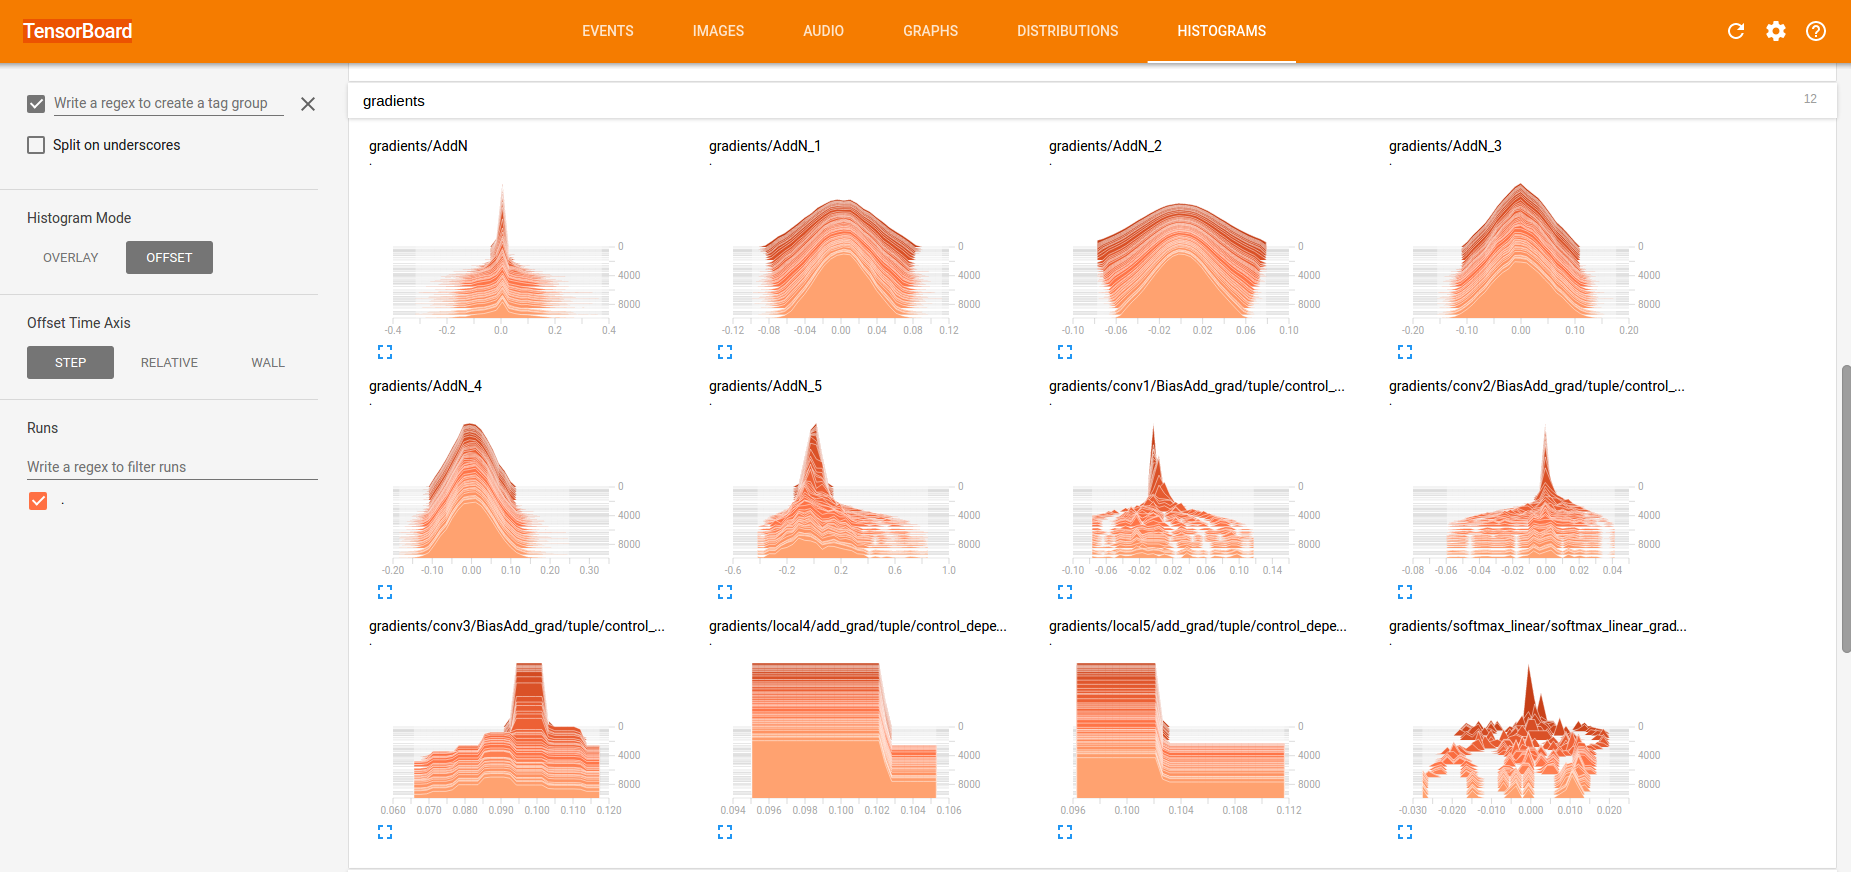 TensorBoard
EVENTS IMAGES AUDIO GRAPHS DISTRIBUTIONS HISTOGRAMS
Write a regex to create a tag group
Split on underscores
Histogram Mode
OVERLAY OFFSET
Offset Time Axis
STEP RELATIVE WALL
Runs
Write a regex to filter runs
.
gradients 12
gradients/AddN
.
0
4000
8000
-0.4 -0.2 0.0 0.2 0.4
gradients/AddN_1
.
0
4000
8000
-0.12 -0.08 -0.04 0.00 0.04 0.08 0.12
gradients/AddN_2
.
0
4000
8000
-0.10 -0.06 -0.02 0.02 0.06 0.10
gradients/AddN_3
.
0
4000
8000
-0.20 -0.10 0.00 0.10 0.20
gradients/AddN_4
.
0
4000
8000
-0.20 -0.10 0.00 0.10 0.20 0.30
gradients/AddN_5
.
0
4000
8000
-0.6 -0.2 0.2 0.6 1.0
gradients/conv1/BiasAdd_grad/tuple/control_...
.
0
4000
8000
-0.10 -0.06 -0.02 0.02 0.06 0.10 0.14
gradients/conv2/BiasAdd_grad/tuple/control_...
.
0
4000
8000
-0.08 -0.06 -0.04 -0.02 0.00 0.02 0.04
gradients/conv3/BiasAdd_grad/tuple/control_...
.
0
4000
8000
0.060 0.070 0.080 0.090 0.100 0.110 0.120
gradients/local4/add_grad/tuple/control_depe...
.
0
4000
8000
0.094 0.096 0.098 0.100 0.102 0.104 0.106
gradients/local5/add_grad/tuple/control_depe...
.
0
4000
8000
0.096 0.100 0.104 0.108 0.112
gradients/softmax_linear/softmax_linear_grad...
.
0
4000
8000
-0.030 -0.020 -0.010 0.000 0.010 0.020